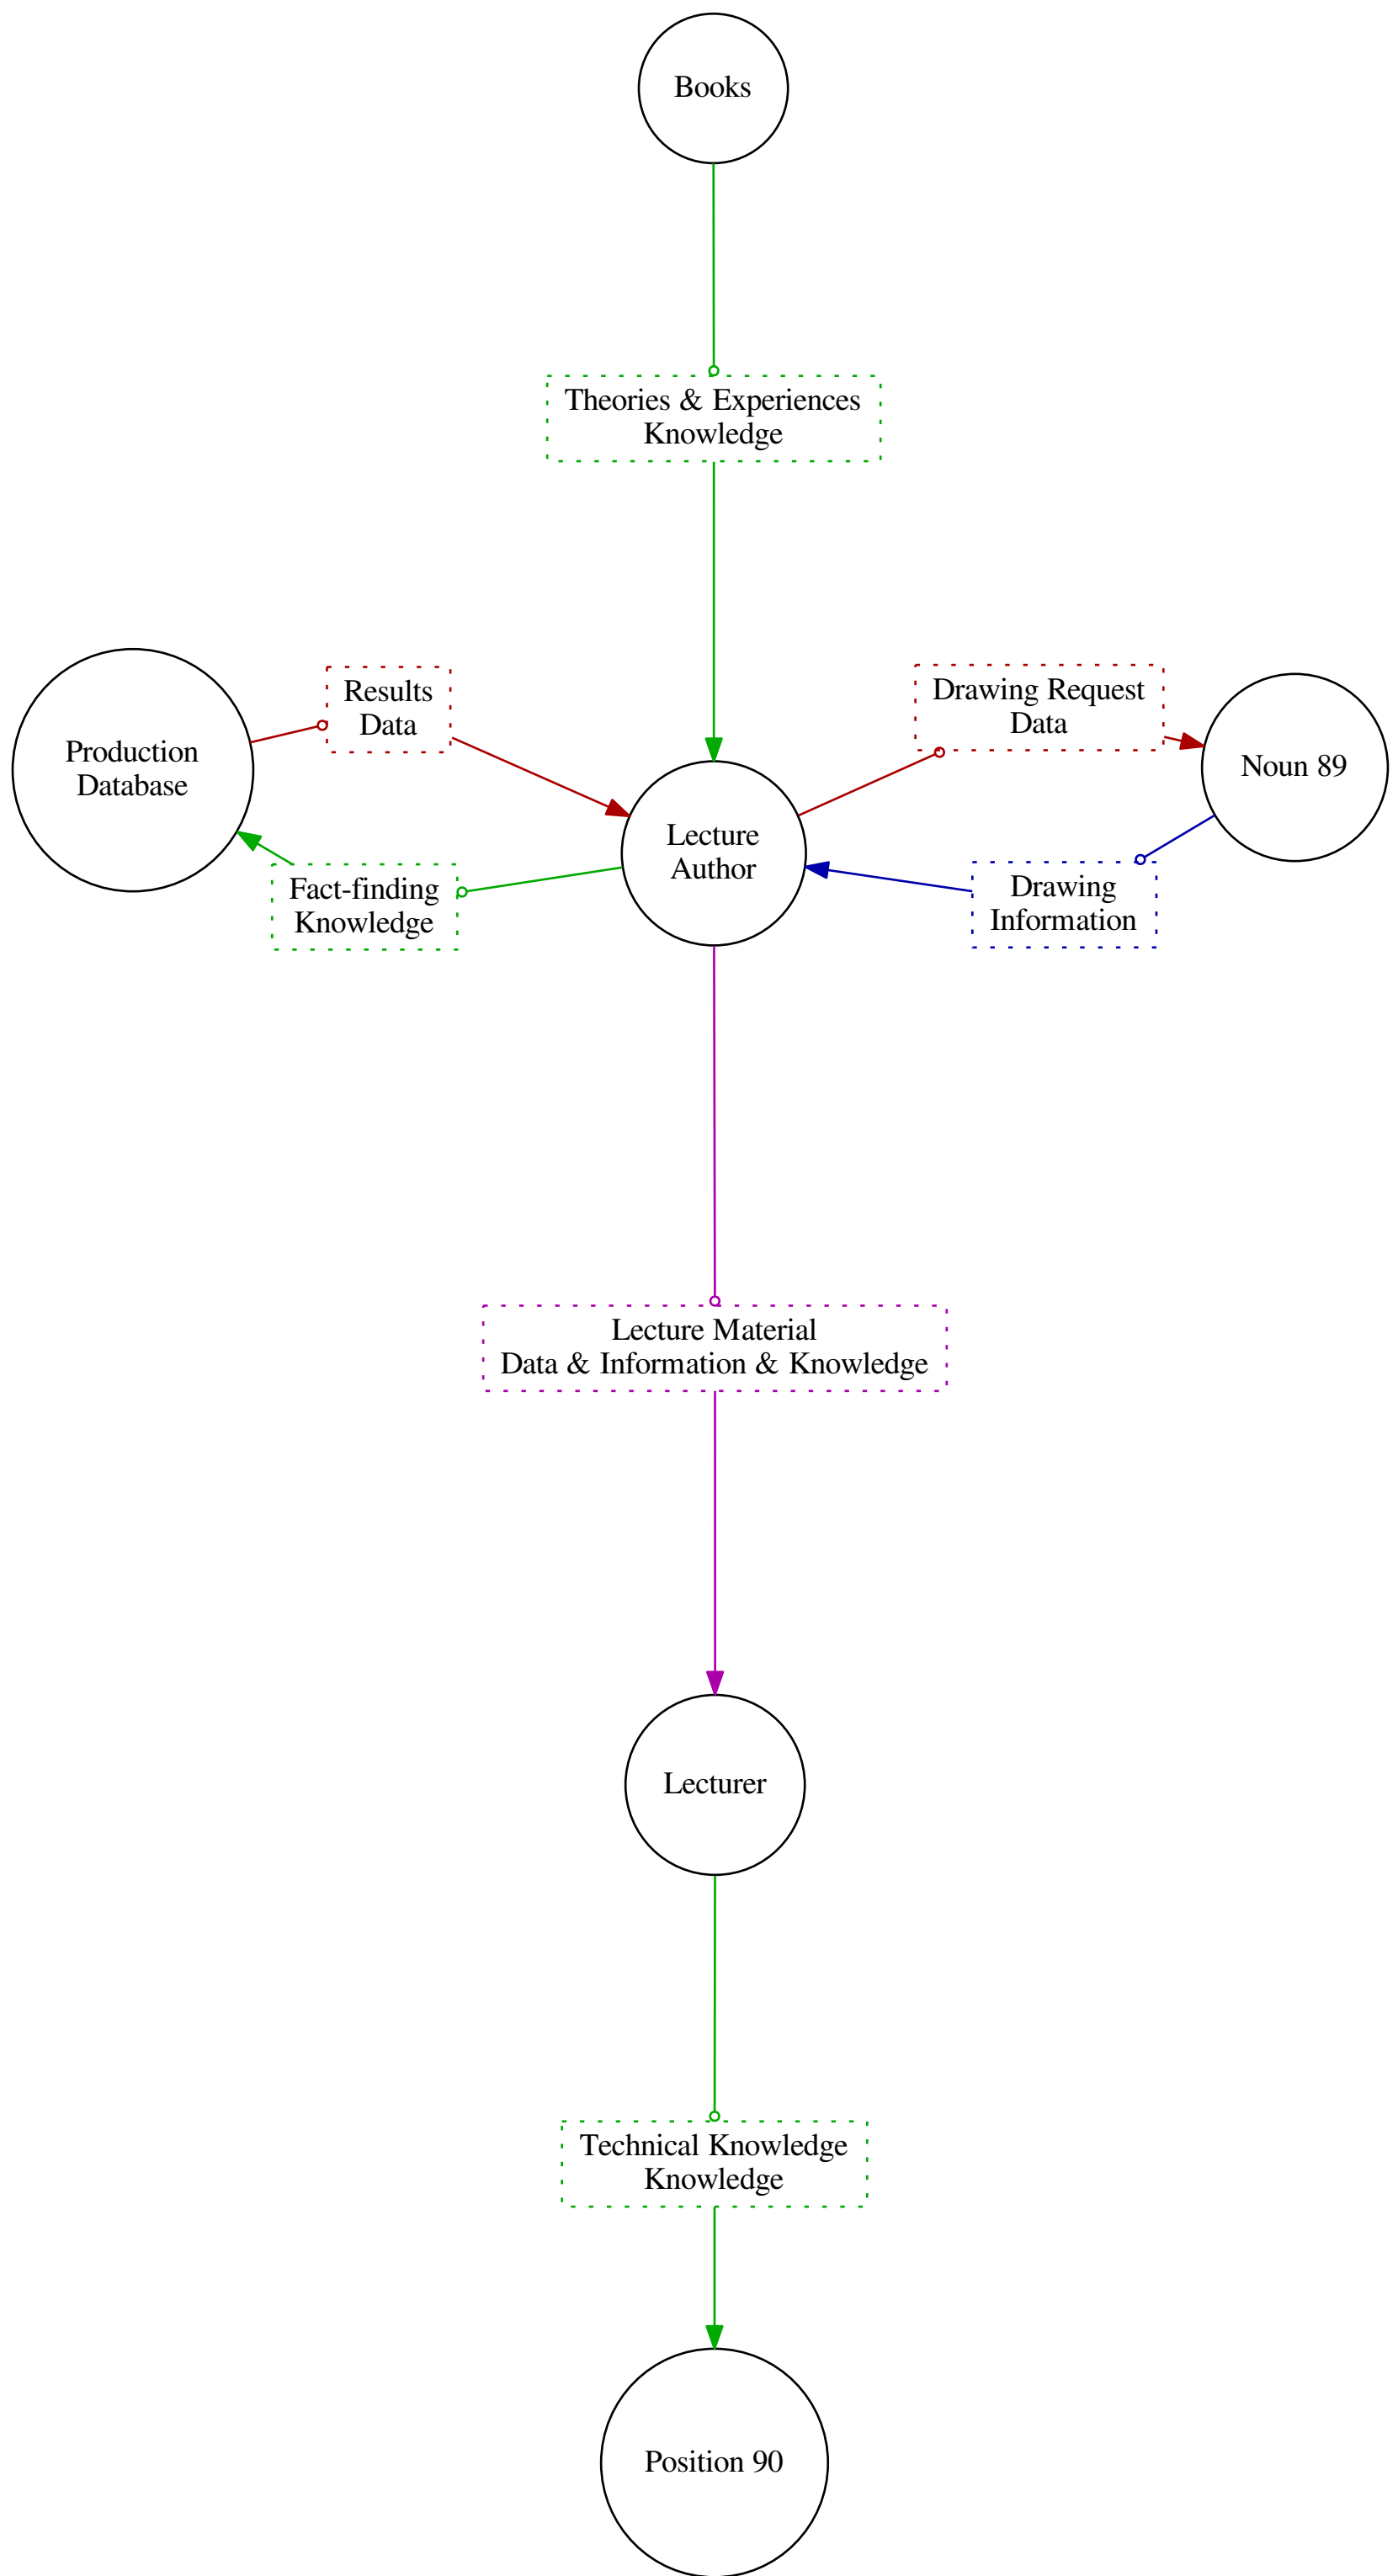 Books
Theories & Experiences
Knowledge
Results
Data
Drawing Request
Data
Production
Database
Noun 89
Lecture
Author
Fact-finding
Knowledge
Drawing
Information
Lecture Material
Data & Information & Knowledge
Lecturer
Technical Knowledge
Knowledge
Position 90